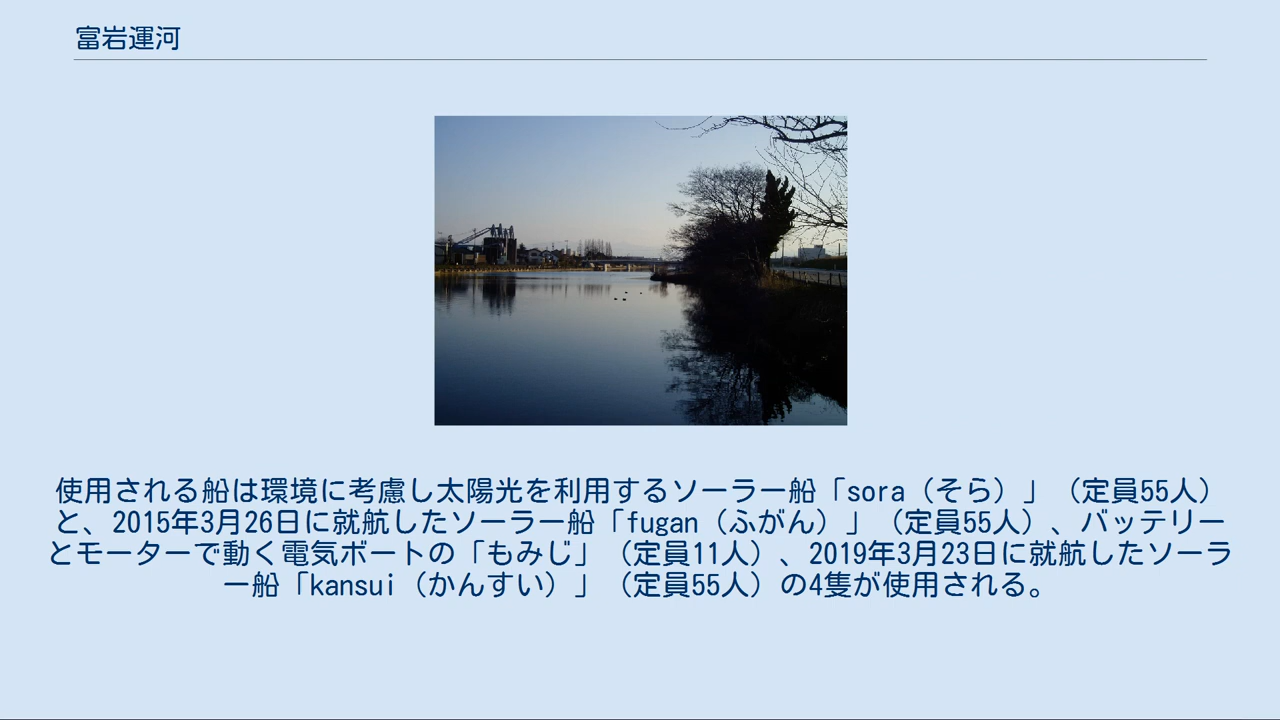 富岩運河
使用される船は環境に考慮し太陽光を利用するソーラー船「sora（そら）」（定員55人）
と、2015年3月26日に就航したソーラー船「fugan（ふがん）」（定員55人）、バッテリー
とモーターで動く電気ボートの「もみじ」（定員11人）、2019年3月23日に就航したソーラ
ー船「kansui（かんすい）」（定員55人）の4隻が使用される。